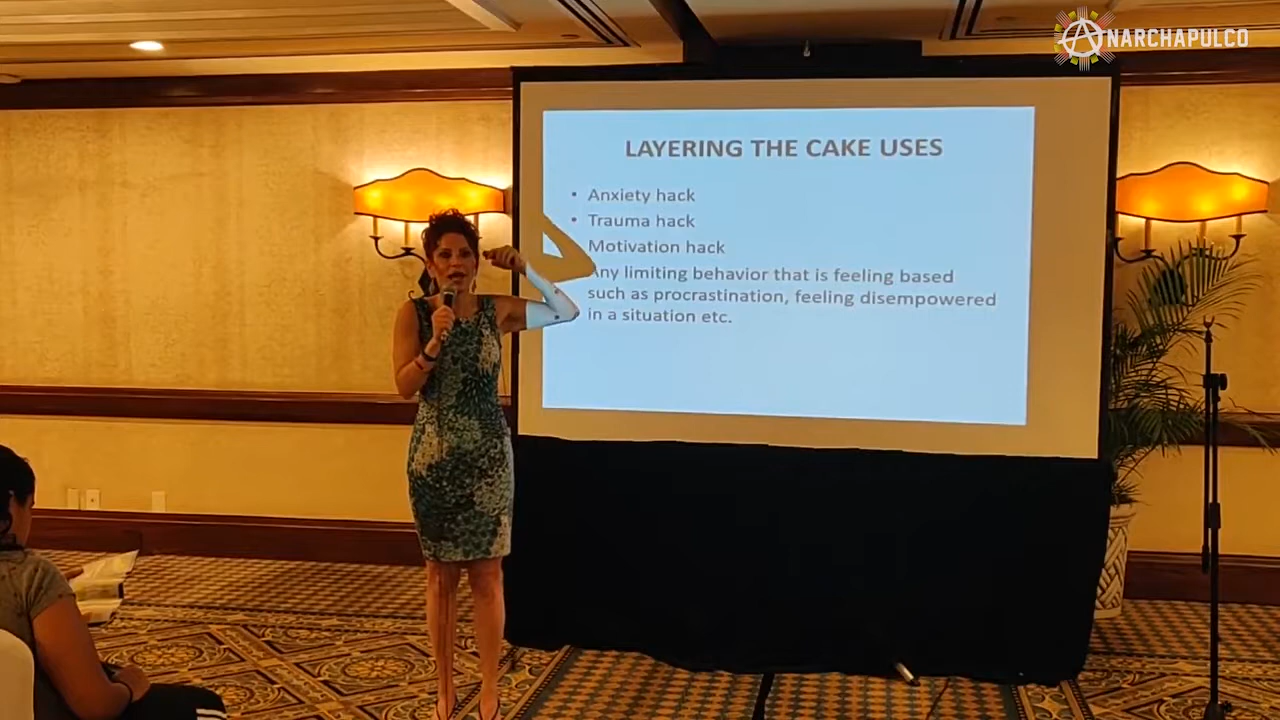 ANARCHAPULCO
LAYERING THE CAKE USES
• Anxiety hack
• Trauma hack
Motivation hack
Any limiting behavior that is feeling based
such as procrastination, feeling disempowered
in a situation etc.